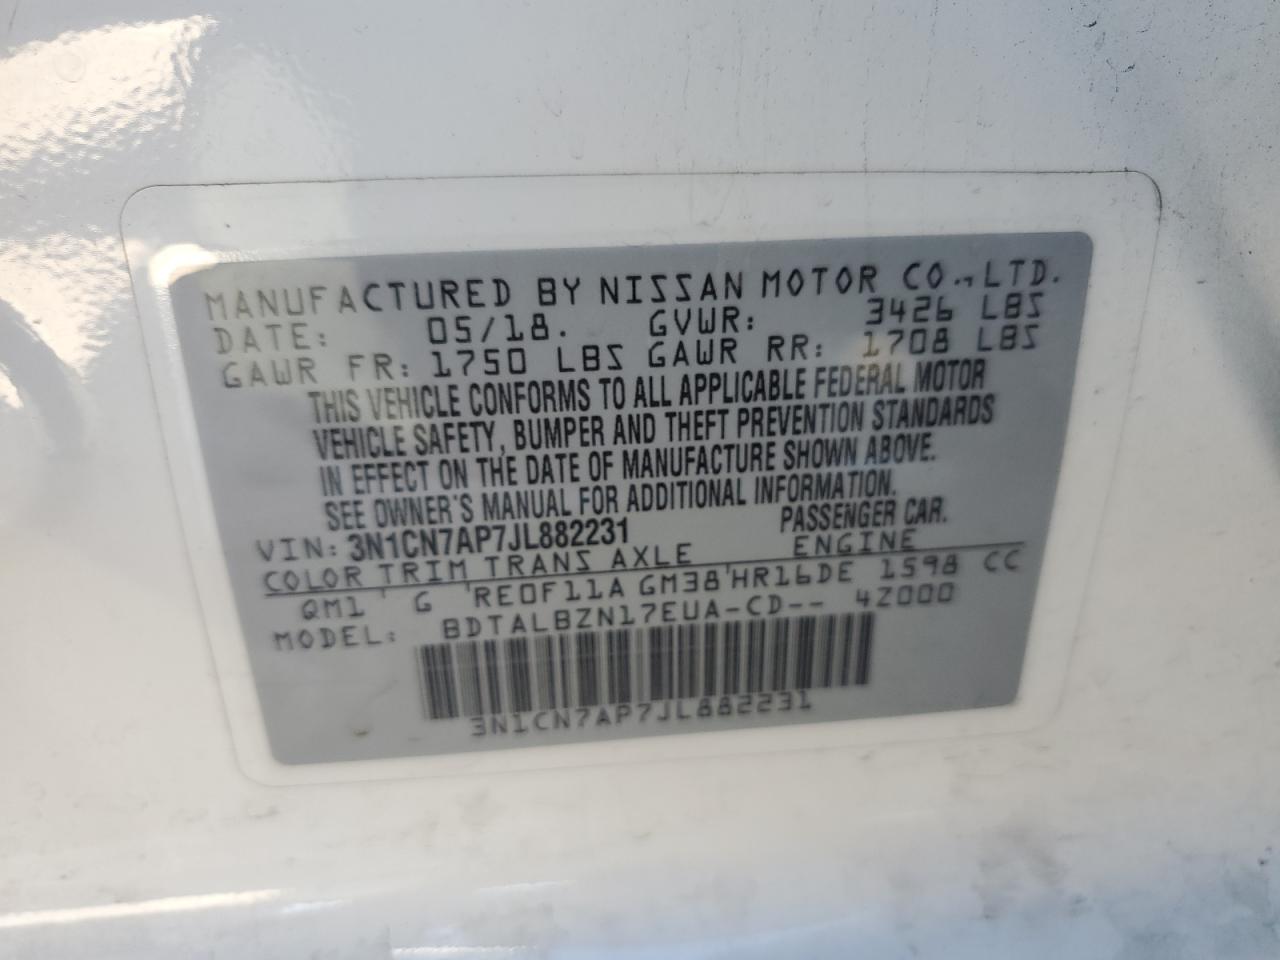 MANUFACTURED BY NISSAN MOTOR CO., LTD.
DATE: 05/18. GVWR: 3426 LBS
GAWR FR: 1750 LBS GAWR RR: 1708 LBS
THIS VEHICLE CONFORMS TO ALL APPLICABLE FEDERAL MOTOR
VEHICLE SAFETY, BUMPER AND THEFT PREVENTION STANDARDS
IN EFFECT ON THE DATE OF MANUFACTURE SHOWN ABOVE.
SEE OWNER'S MANUAL FOR ADDITIONAL INFORMATION.
VIN: 3N1CN7AP7JL882231 PASSENGER CAR.
COLOR TRIM TRANS AXLE ENGINE
QM1 ' G 'RE0F11A GM38'HR16DE 1598 CC
MODEL: BDTALBZN17EUA-CD-- 4Z000
3N1CN7AP7JL882231